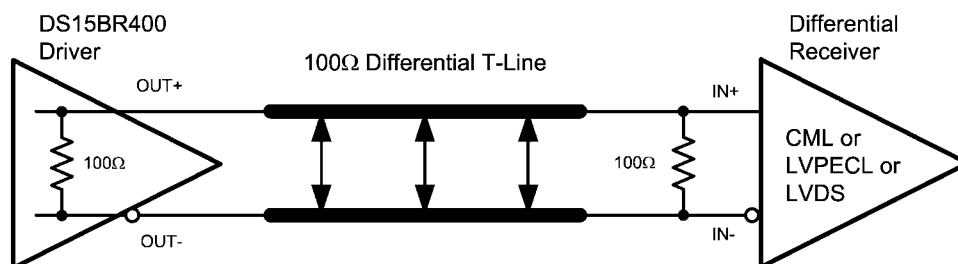 DS15BR400
Driver
Differential
Receiver
100Ω Differential T-Line
OUT+
IN+
100Ω
100Ω
CML or
LVPECL or
LVDS
OUT-
IN-